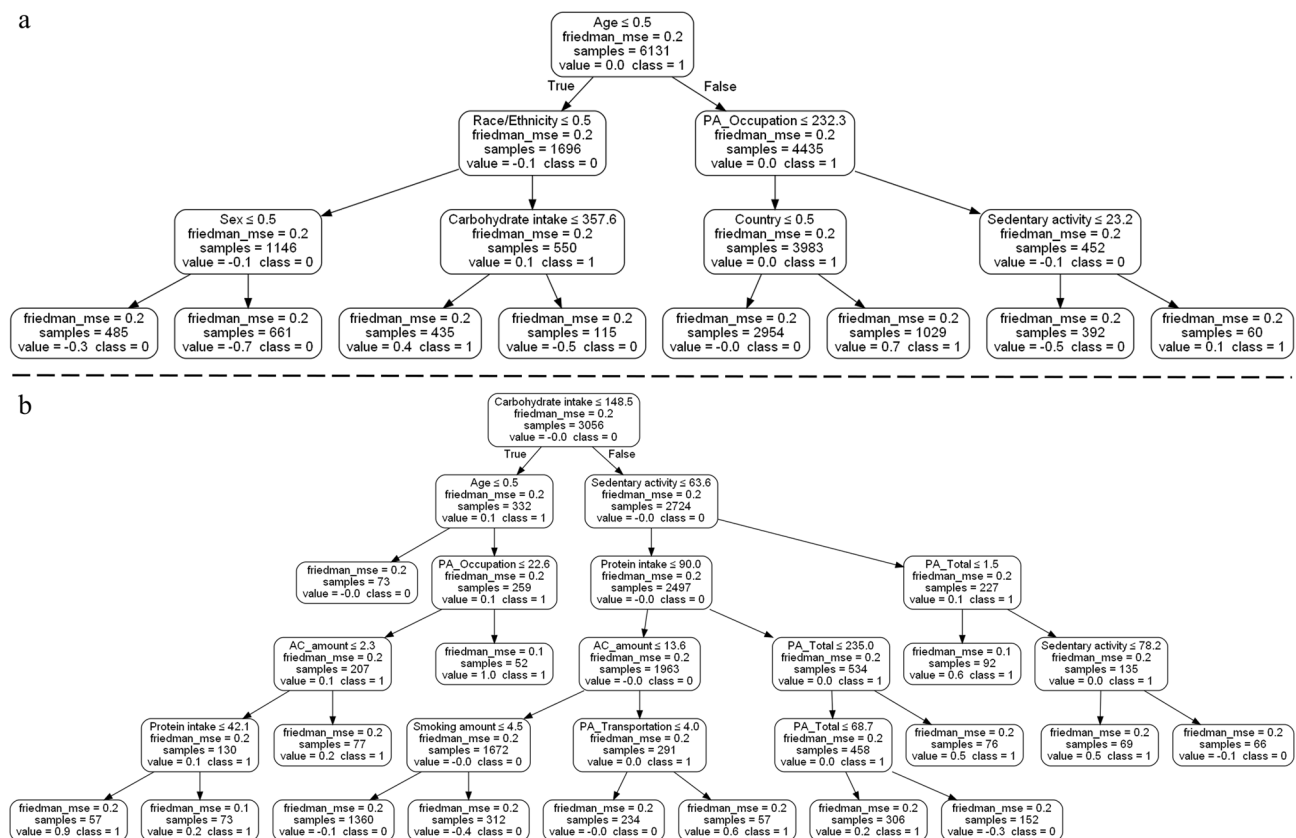 a
Age ≤ 0.5
friedman_mse = 0.2
samples = 6131
value = 0.0 class = 1
True
False
Race/Ethnicity ≤ 0.5
friedman_mse = 0.2
samples = 1696
value = -0.1 class = 0
PA_Occupation ≤ 232.3
friedman_mse = 0.2
samples = 4435
value = 0.0 class = 1
Sex ≤ 0.5
friedman_mse = 0.2
samples = 1146
value = -0.1 class = 0
Carbohydrate intake ≤ 357.6
friedman_mse = 0.2
samples = 550
value = 0.1 class = 1
Country ≤ 0.5
friedman_mse = 0.2
samples = 3983
value = 0.0 class = 1
Sedentary activity ≤ 23.2
friedman_mse = 0.2
samples = 452
value = -0.1 class = 0
friedman_mse = 0.2
samples = 485
value = -0.3 class = 0
friedman_mse = 0.2
samples = 661
value = -0.7 class = 0
friedman_mse = 0.2
samples = 435
value = 0.4 class = 1
friedman_mse = 0.2
samples = 115
value = -0.5 class = 0
friedman_mse = 0.2
samples = 2954
value = -0.0 class = 0
friedman_mse = 0.2
samples = 1029
value = 0.7 class = 1
friedman_mse = 0.2
samples = 392
value = -0.5 class = 0
friedman_mse = 0.2
samples = 60
value = 0.1 class = 1
b
Carbohydrate intake ≤ 148.5
friedman_mse = 0.2
samples = 3056
value = -0.0 class = 0
True
False
Age ≤ 0.5
friedman_mse = 0.2
samples = 332
value = 0.1 class = 1
Sedentary activity ≤ 63.6
friedman_mse = 0.2
samples = 2724
value = -0.0 class = 0
friedman_mse = 0.2
samples = 73
value = -0.0 class = 0
PA_Occupation ≤ 22.6
friedman_mse = 0.2
samples = 259
value = 0.1 class = 1
Protein intake ≤ 90.0
friedman_mse = 0.2
samples = 2497
value = -0.0 class = 0
PA_Total ≤ 1.5
friedman_mse = 0.2
samples = 227
value = 0.1 class = 1
AC_amount ≤ 2.3
friedman_mse = 0.2
samples = 207
value = 0.1 class = 1
friedman_mse = 0.1
samples = 52
value = 1.0 class = 1
AC_amount ≤ 13.6
friedman_mse = 0.2
samples = 1963
value = -0.0 class = 0
PA_Total ≤ 235.0
friedman_mse = 0.2
samples = 534
value = 0.0 class = 1
friedman_mse = 0.1
samples = 92
value = 0.6 class = 1
Sedentary activity ≤ 78.2
friedman_mse = 0.2
samples = 135
value = 0.0 class = 1
Protein intake ≤ 42.1
friedman_mse = 0.2
samples = 130
value = 0.1 class = 1
friedman_mse = 0.2
samples = 77
value = 0.2 class = 1
Smoking amount ≤ 4.5
friedman_mse = 0.2
samples = 1672
value = -0.0 class = 0
PA_Transportation ≤ 4.0
friedman_mse = 0.2
samples = 291
value = 0.0 class = 1
PA_Total ≤ 68.7
friedman_mse = 0.2
samples = 458
value = 0.0 class = 1
friedman_mse = 0.2
samples = 76
value = 0.5 class = 1
friedman_mse = 0.2
samples = 69
value = 0.5 class = 1
friedman_mse = 0.2
samples = 66
value = -0.1 class = 0
friedman_mse = 0.2
samples = 57
value = 0.9 class = 1
friedman_mse = 0.1
samples = 73
value = 0.2 class = 1
friedman_mse = 0.2
samples = 1360
value = -0.1 class = 0
friedman_mse = 0.2
samples = 312
value = -0.4 class = 0
friedman_mse = 0.2
samples = 234
value = -0.0 class = 0
friedman_mse = 0.2
samples = 57
value = 0.6 class = 1
friedman_mse = 0.2
samples = 306
value = 0.2 class = 1
friedman_mse = 0.2
samples = 152
value = -0.3 class = 0